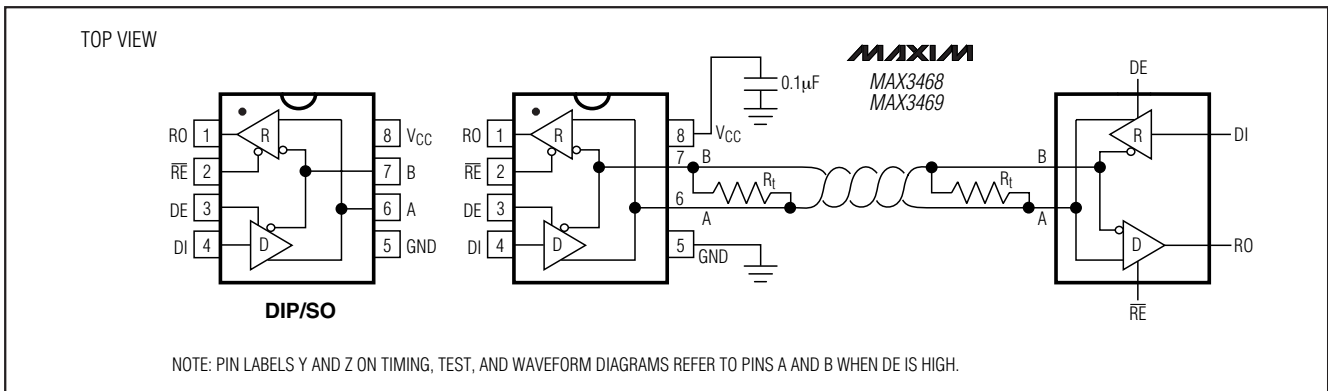 TOP VIEW
MAXIM
MAX3468
MAX3469
0.1µF
DE
RO 1
R
8 VCC
R̅E̅ 2
7 B
DE 3
6 A
DI 4
D
5 GND
DIP/SO
RO 1
R
8 VCC
R̅E̅ 2
7 B
Rt
6 A
DE 3
DI 4
D
5 GND
Rt
B
A
R
DI
D
RO
R̅E̅
NOTE: PIN LABELS Y AND Z ON TIMING, TEST, AND WAVEFORM DIAGRAMS REFER TO PINS A AND B WHEN DE IS HIGH.